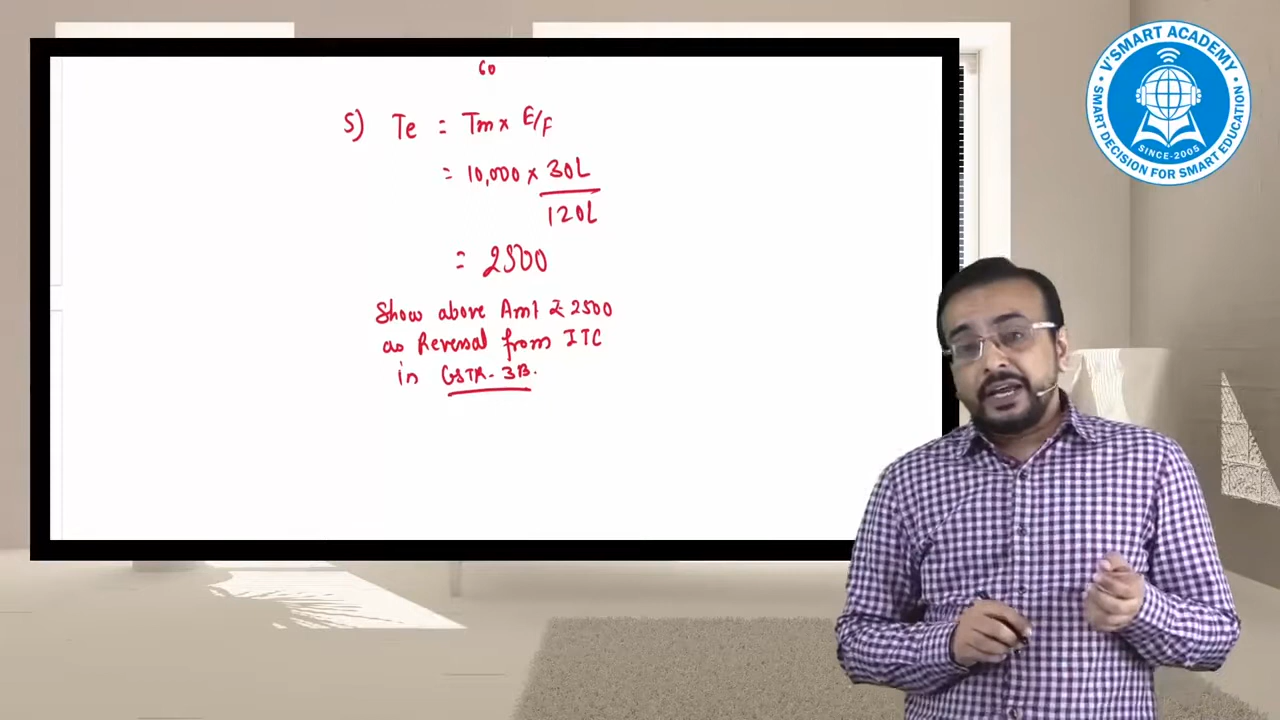 60
5) Te = Tm x E/F
= 10,000 x 30L
120L
= 2500
Show above Amt ₹ 2500
as Reversal from ITC
in GSTR-3B.
V'SMART ACADEMY
SINCE-2005
SMART DECISION FOR SMART EDUCATION